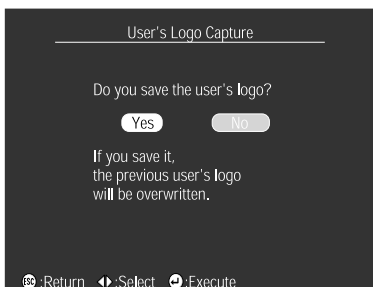 User's Logo Capture
Do you save the user's logo?
Yes No
If you save it,
the previous user's logo
will be overwritten.
ESC :Return :Select :Execute